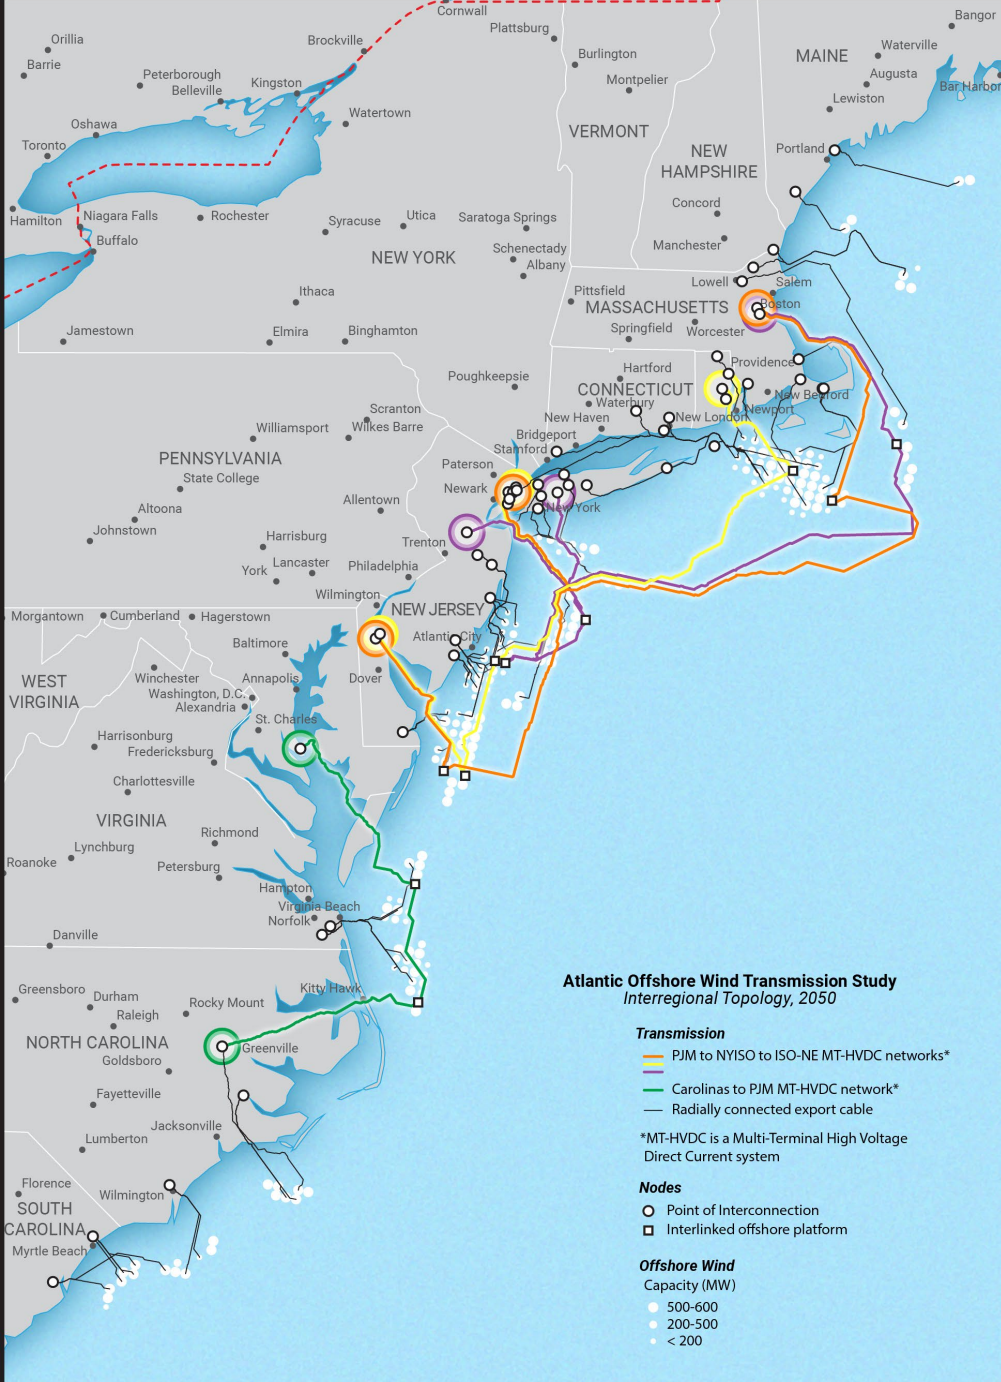 Cornwall
Bangor
Plattsburg
Orillia
Brockville
Waterville
MAINE
Burlington
Barrie
Peterborough
Augusta
Montpelier
Kingston
Belleville
Bar Harbor
Lewiston
Watertown
Oshawa
VERMONT
Toronto
Portland
NEW
HAMPSHIRE
Concord
Hamilton
Niagara Falls
Rochester
Syracuse
Utica
Saratoga Springs
Buffalo
Manchester
Schenectady
NEW YORK
Albany
Lowell
Salem
Ithaca
Pittsfield
MASSACHUSETTS
Boston
Jamestown
Elmira
Binghamton
Springfield
Worcester
Hartford
Providence
Poughkeepsie
CONNECTICUT
New Bedford
Waterbury
Scranton
Newport
New Haven
New London
Williamsport
Wilkes Barre
Bridgeport
Stamford
PENNSYLVANIA
Paterson
State College
Newark
Allentown
New York
Altoona
Johnstown
Harrisburg
Trenton
Lancaster
York
Philadelphia
Wilmington
NEW JERSEY
Morgantown
Cumberland
Hagerstown
Atlantic City
Baltimore
WEST
VIRGINIA
Winchester
Annapolis
Dover
Washington, D.C.
Alexandria
St. Charles
Harrisonburg
Fredericksburg
Charlottesville
VIRGINIA
Richmond
Lynchburg
Roanoke
Petersburg
Hampton
Virginia Beach
Norfolk
Danville
Greensboro
Durham
Raleigh
Rocky Mount
Kitty Hawk
NORTH CAROLINA
Greenville
Goldsboro
Fayetteville
Jacksonville
Lumberton
Florence
Wilmington
SOUTH
CAROLINA
Myrtle Beach
Atlantic Offshore Wind Transmission Study
Interregional Topology, 2050
Transmission
PJM to NYISO to ISO-NE MT-HVDC networks*
Carolinas to PJM MT-HVDC network*
Radially connected export cable
*MT-HVDC is a Multi-Terminal High Voltage
Direct Current system
Nodes
Point of Interconnection
Interlinked offshore platform
Offshore Wind
Capacity (MW)
500-600
200-500
< 200